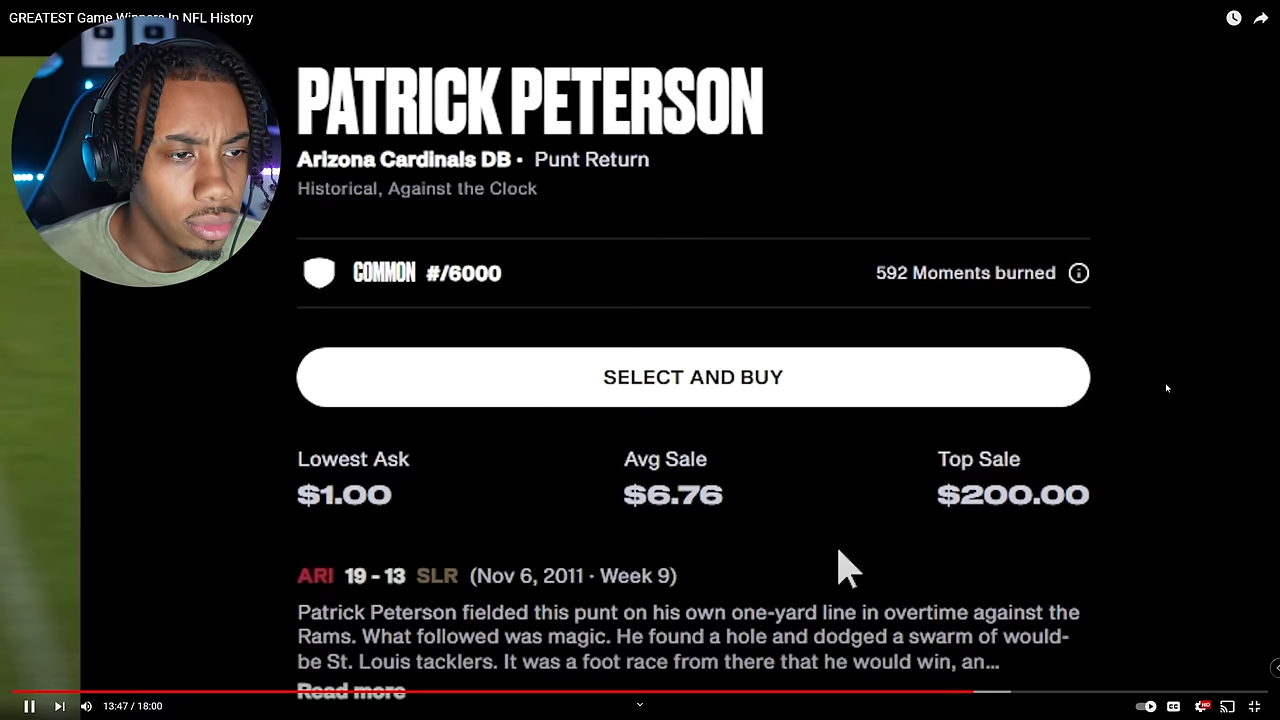 GREATEST Game Winners In NFL History
PATRICK PETERSON
Arizona Cardinals DB • Punt Return
Historical, Against the Clock
COMMON #/6000
592 Moments burned
SELECT AND BUY
Lowest Ask
Avg Sale
Top Sale
$1.00
$6.76
$200.00
ARI 19 - 13 SLR (Nov 6, 2011 · Week 9)
Patrick Peterson fielded this punt on his own one-yard line in overtime against the
Rams. What followed was magic. He found a hole and dodged a swarm of would-
be St. Louis tacklers. It was a foot race from there that he would win, an...
Read more
13:47 / 18:00
CC
HD